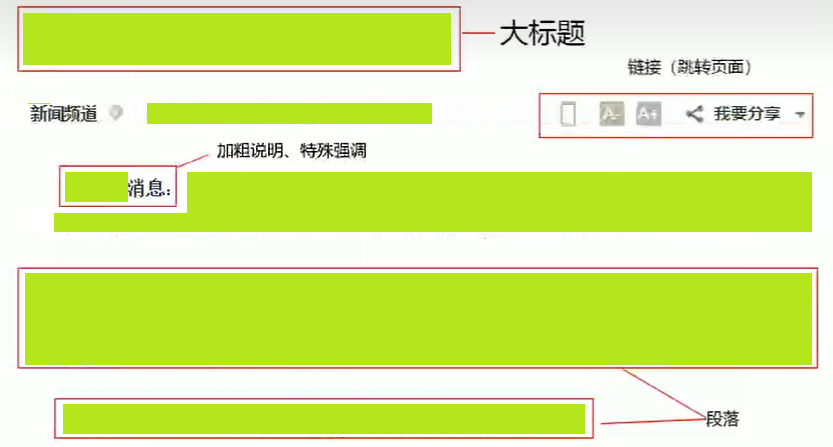 大标题
链接（跳转页面）
新闻频道
A- A+ 我要分享
加粗说明、特殊强调
消息：
段落